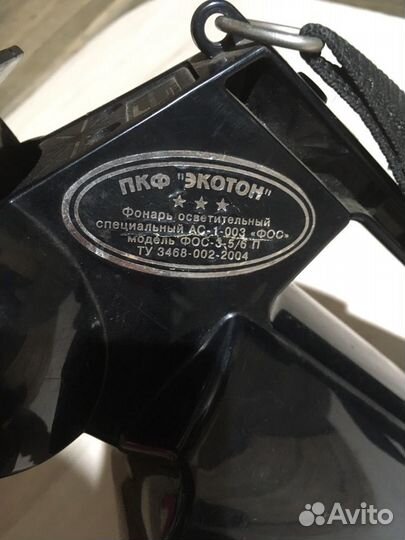 ПКФ "ЭКОТОН"
★ ★ ★
Фонарь осветительный
специальный АС-1-003 «ФОС»
модель ФОС-3-5/6 П
ТУ 3468-002-2004
Avito